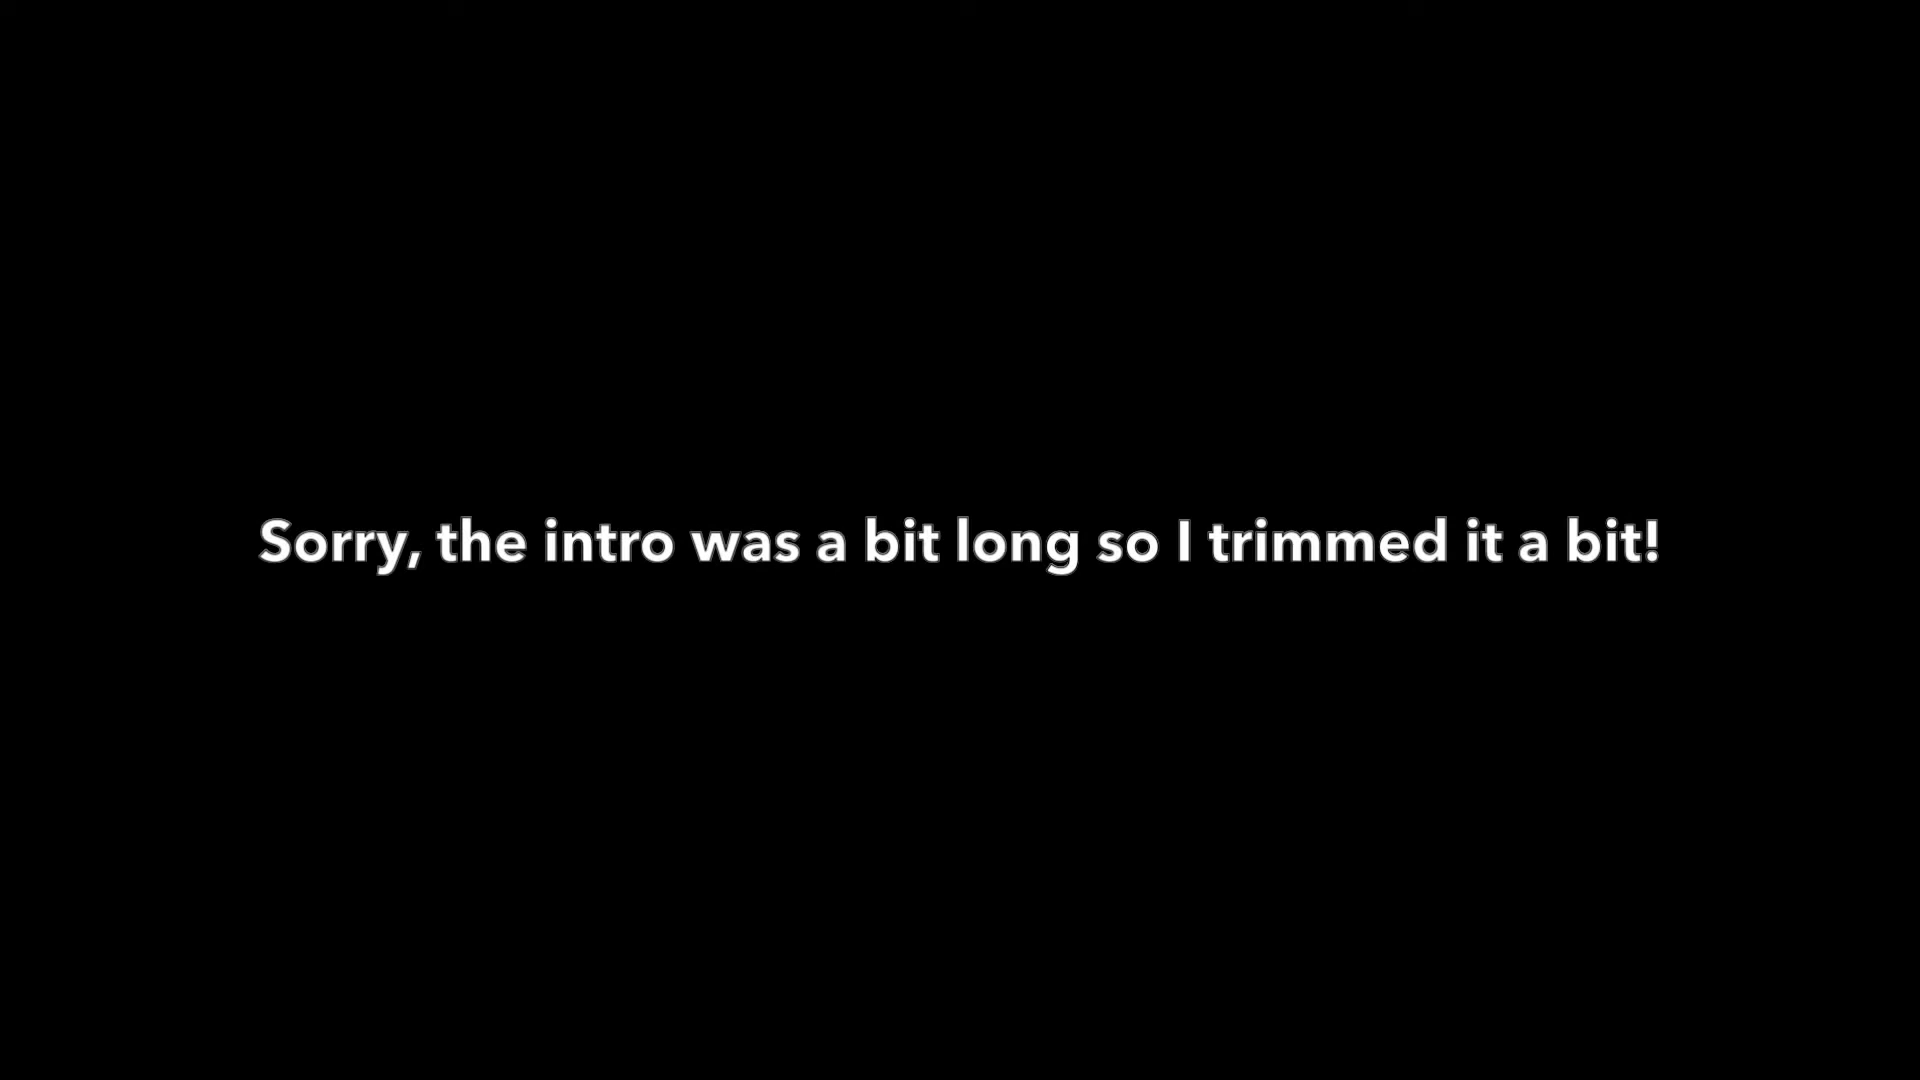 Sorry, the intro was a bit long so I trimmed it a bit!